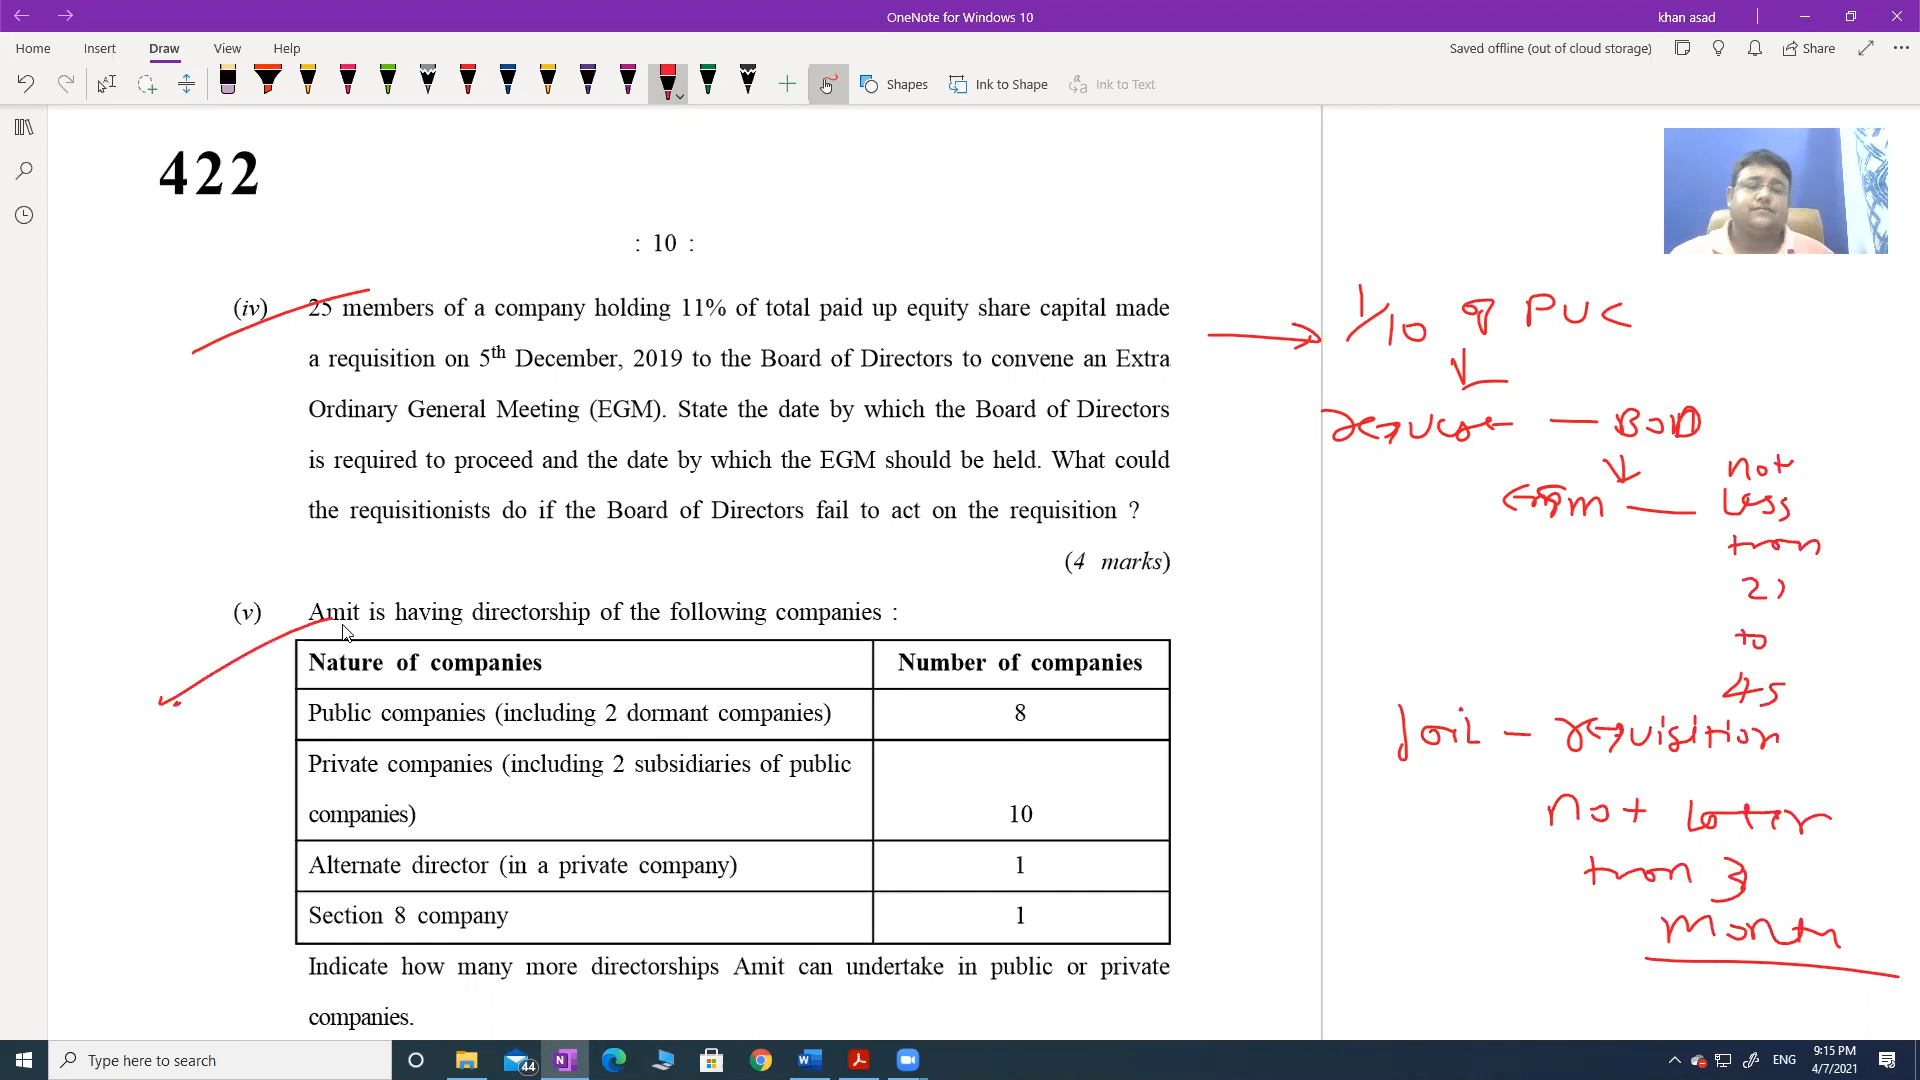 OneNote for Windows 10
khan asad
Home Insert Draw View Help
Saved offline (out of cloud storage)
Share
Shapes
Ink to Shape
Ink to Text
422
: 10 :
(iv) 25 members of a company holding 11% of total paid up equity share capital made
a requisition on 5th December, 2019 to the Board of Directors to convene an Extra
Ordinary General Meeting (EGM). State the date by which the Board of Directors
is required to proceed and the date by which the EGM should be held. What could
the requisitionists do if the Board of Directors fail to act on the requisition ?
(4 marks)
(v) Amit is having directorship of the following companies :
Nature of companies Number of companies
Public companies (including 2 dormant companies) 8
Private companies (including 2 subsidiaries of public
companies) 10
Alternate director (in a private company) 1
Section 8 company 1
Indicate how many more directorships Amit can undertake in public or private
companies.
1/10 of PUC
request — BOD
not
less
than
21
to
45
fail — requisition
not later
than 3
month
Type here to search
44
ENG
9:15 PM
4/7/2021